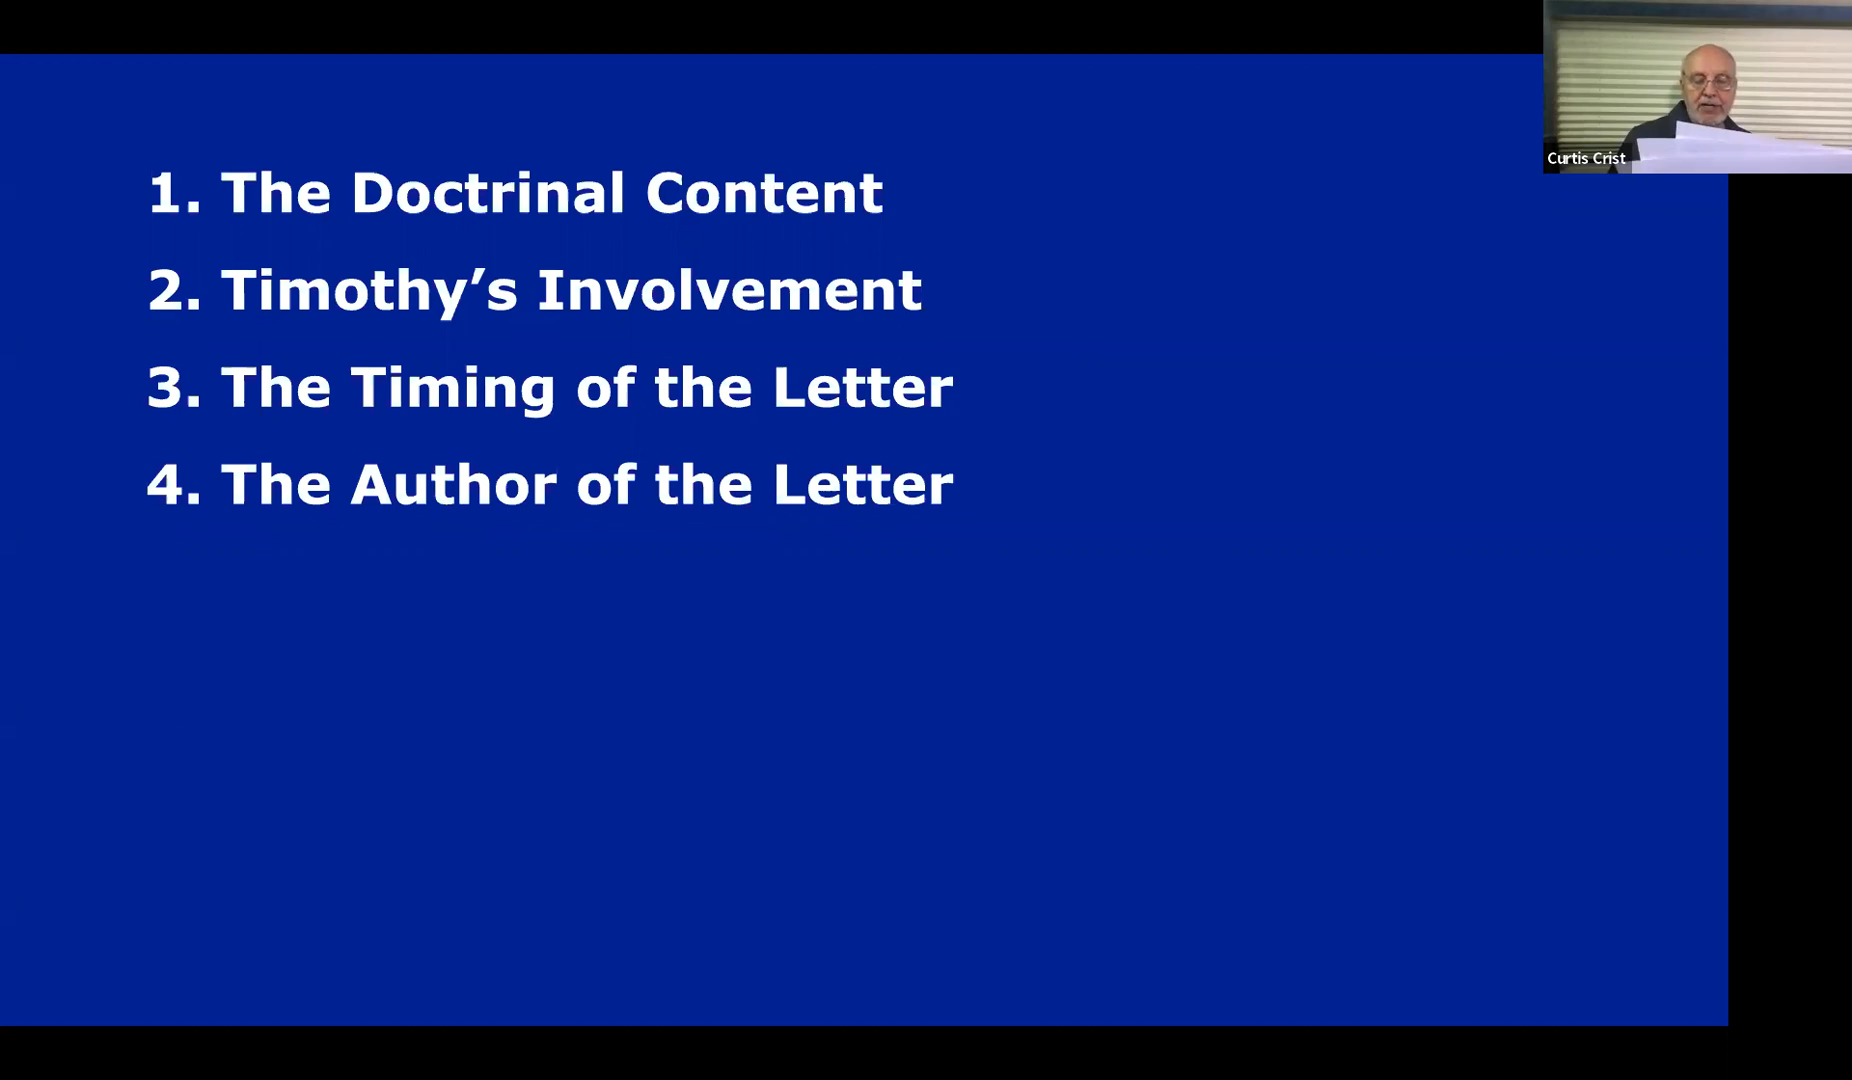 1. The Doctrinal Content
2. Timothy’s Involvement
3. The Timing of the Letter
4. The Author of the Letter
Curtis Crist